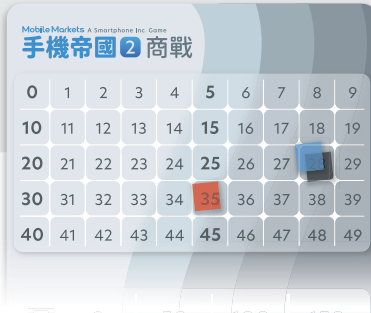 Mobile Markets A Smartphone Inc. Game
手機帝國2商戰
0 1 2 3 4 5 6 7 8 9
10 11 12 13 14 15 16 17 18 19
20 21 22 23 24 25 26 27 28 29
30 31 32 33 34 35 36 37 38 39
40 41 42 43 44 45 46 47 48 49